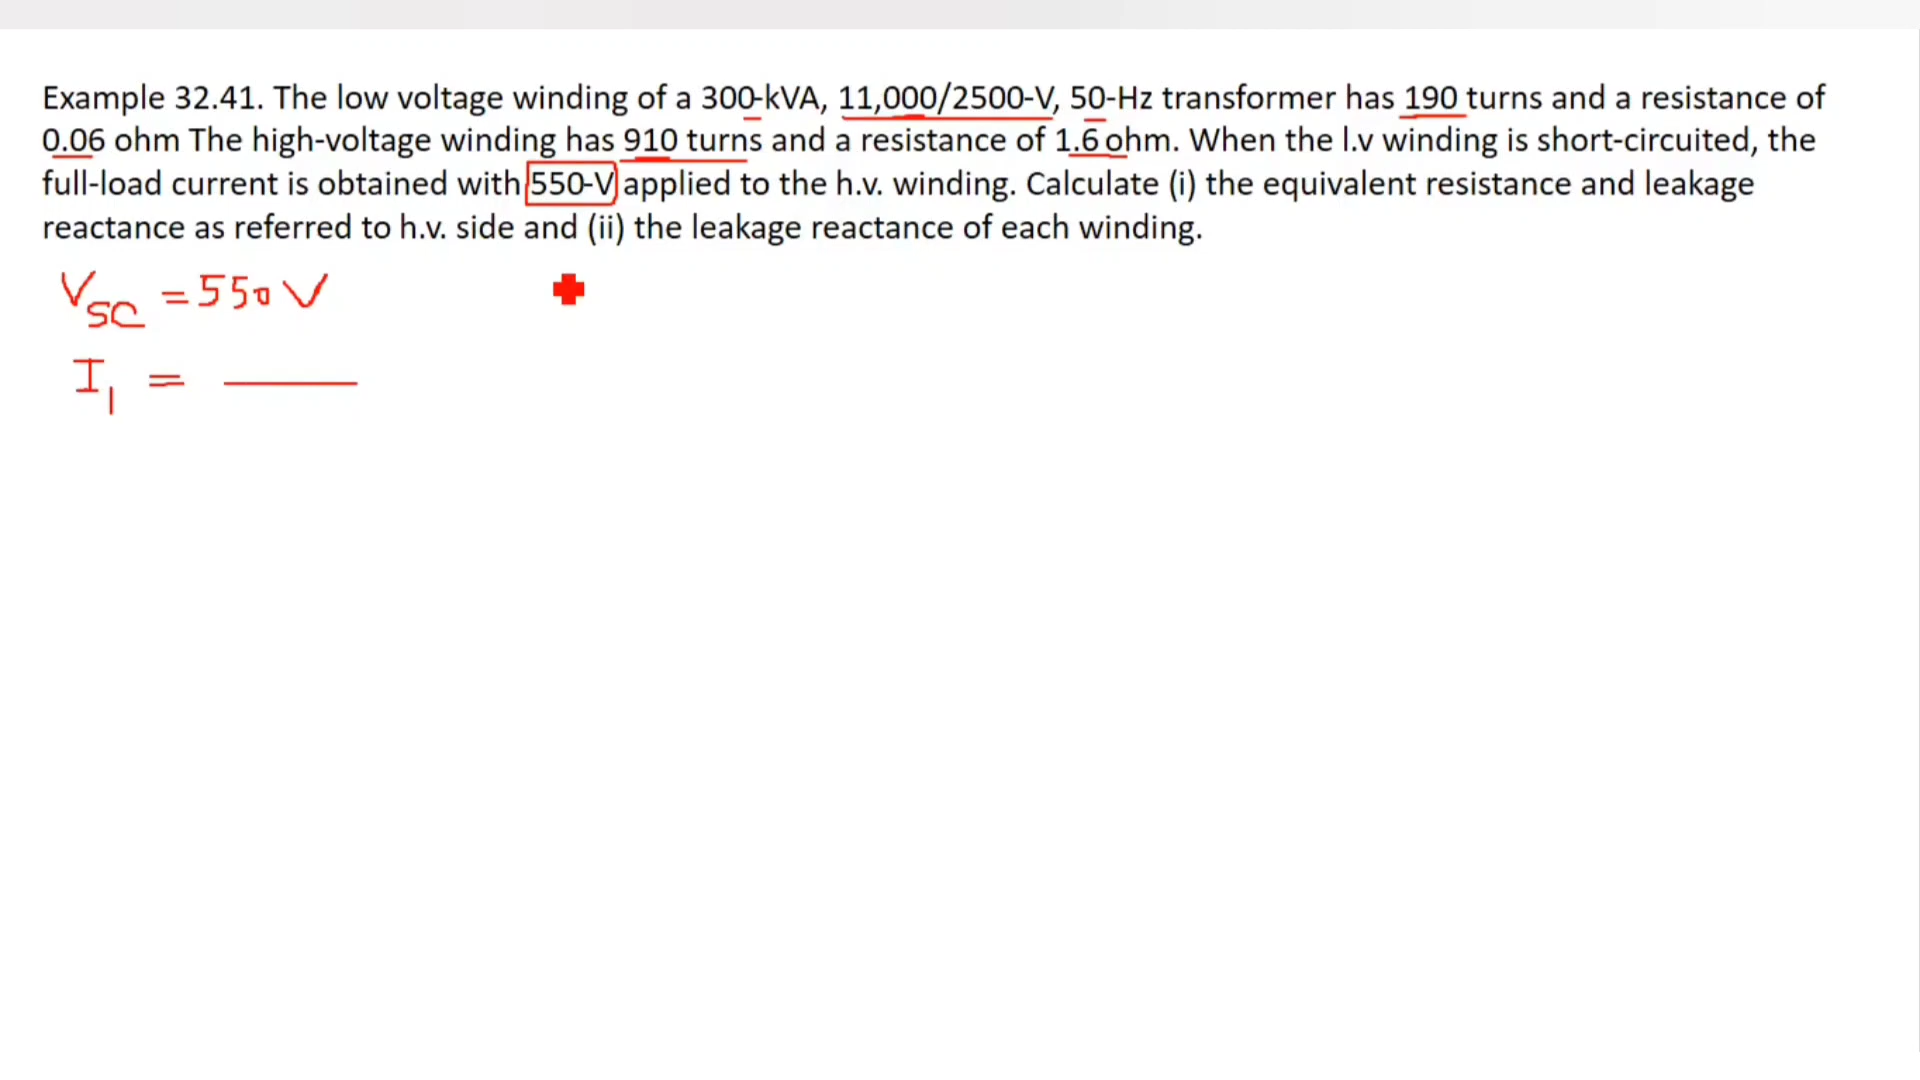 Example 32.41. The low voltage winding of a 300-kVA, 11,000/2500-V, 50-Hz transformer has 190 turns and a resistance of
0.06 ohm The high-voltage winding has 910 turns and a resistance of 1.6 ohm. When the l.v winding is short-circuited, the
full-load current is obtained with 550-V applied to the h.v. winding. Calculate (i) the equivalent resistance and leakage
reactance as referred to h.v. side and (ii) the leakage reactance of each winding.
V_SC = 550 V
I_1 =